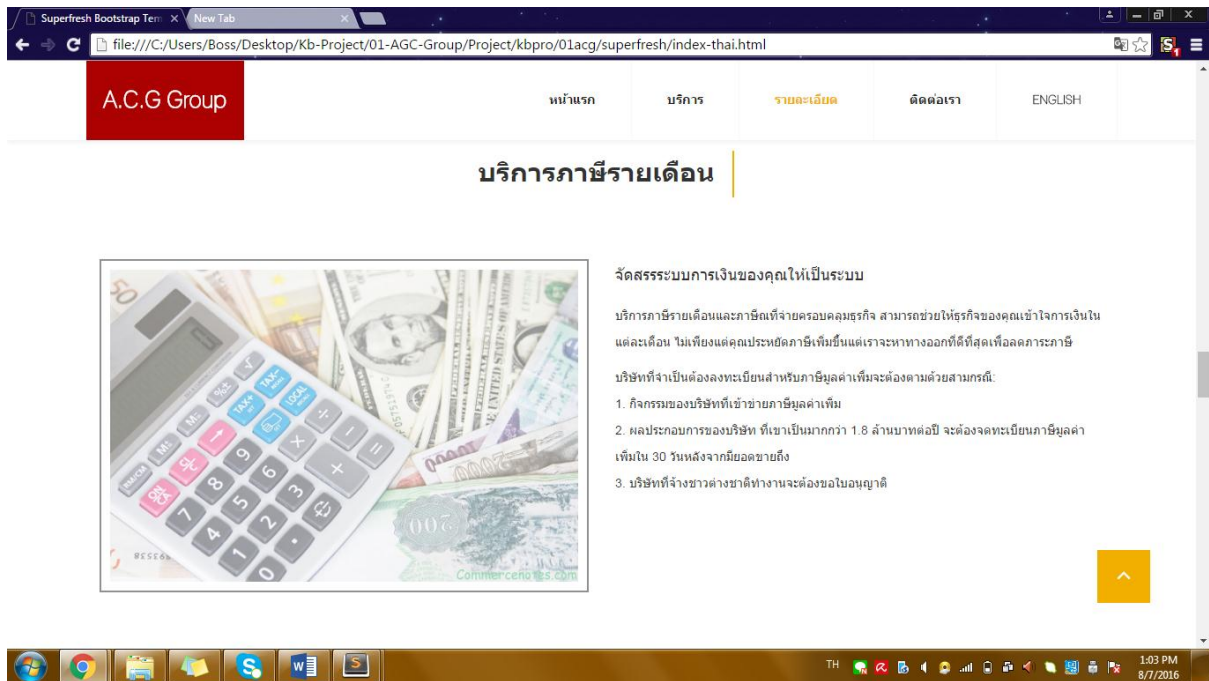 Superfresh Bootstrap Tem
New Tab
file:///C:/Users/Boss/Desktop/Kb-Project/01-AGC-Group/Project/kbpro/01acg/superfresh/index-thai.html
A.C.G Group
หน้าแรก
บริการ
รายละเอียด
ติดต่อเรา
ENGLISH
บริการภาษีรายเดือน
จัดสรรระบบการเงินของคุณให้เป็นระบบ
บริการภาษีรายเดือนและภาษีณที่จ่ายครอบคลุมธุรกิจ สามารถช่วยให้ธุรกิจของคุณเข้าใจการเงินใน
แต่ละเดือน ไม่เพียงแต่คุณประหยัดภาษีเพิ่มขึ้นแต่เราจะหาทางออกที่ดีที่สุดเพื่อลดภาระภาษี
บริษัทที่จำเป็นต้องลงทะเบียนสำหรับภาษีมูลค่าเพิ่มจะต้องตามด้วยสามกรณี:
1. กิจกรรมของบริษัทที่เข้าข่ายภาษีมูลค่าเพิ่ม
2. ผลประกอบการของบริษัท ที่เขาเป็นมากกว่า 1.8 ล้านบาทต่อปี จะต้องจดทะเบียนภาษีมูลค่า
เพิ่มใน 30 วันหลังจากมียอดขายถึง
3. บริษัทที่จ้างชาวต่างชาติทำงานจะต้องขอใบอนุญาติ
50
TAX-
TAX+
LOCAL
%±
√
M:
M-
RM/CM
CE
ON
CA
÷
×
−
+
7
8
9
4
5
6
1
2
3
0
.
200
Commercenotes.com
TH
1:03 PM
8/7/2016